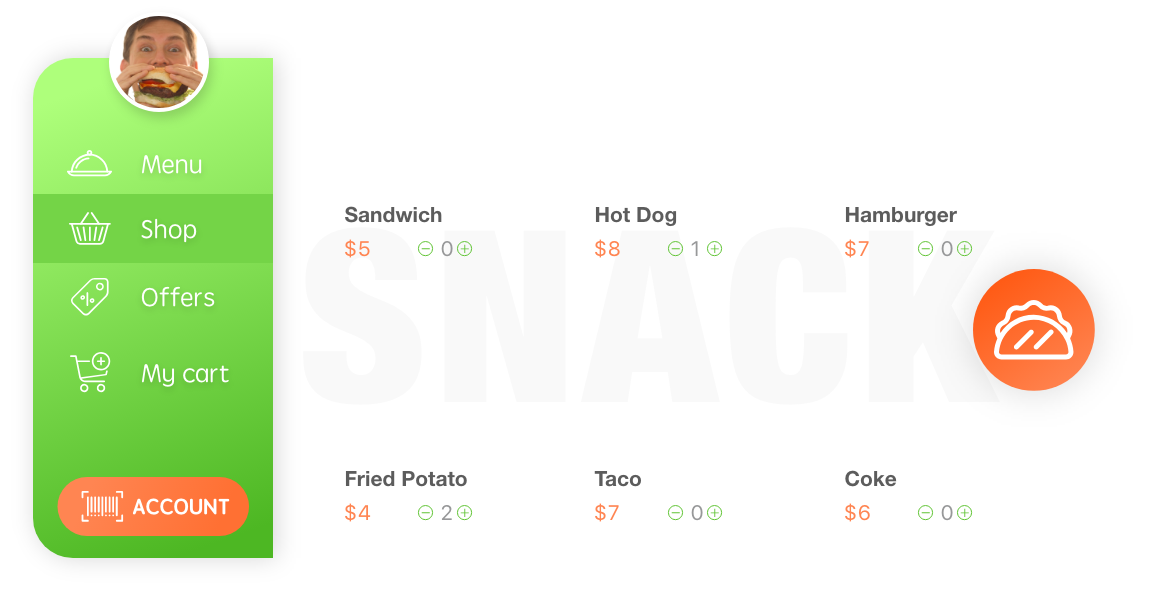 Menu
Shop
Offers
My cart
ACCOUNT
SNACK
Sandwich
$5 0
Hot Dog
$8 1
Hamburger
$7 0
Fried Potato
$4 2
Taco
$7 0
Coke
$6 0